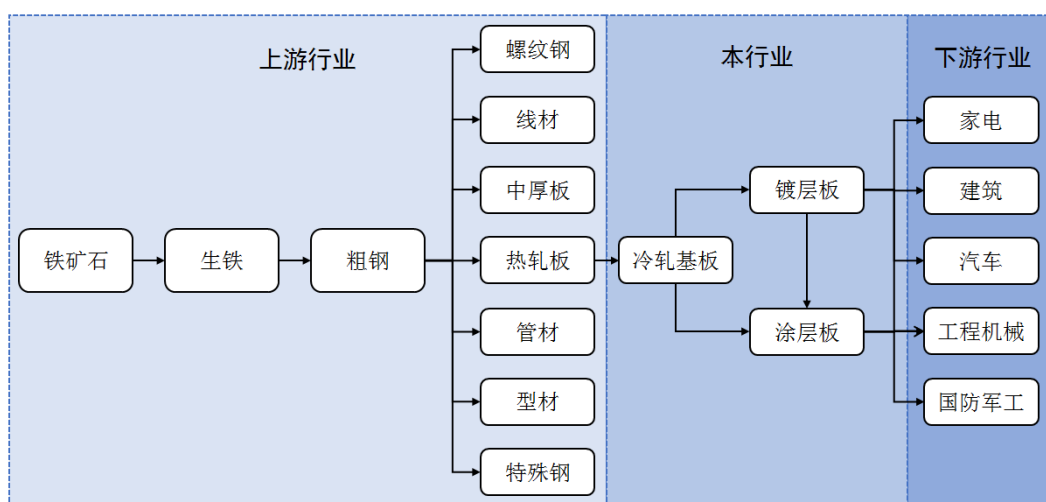 上游行业
本行业
下游行业
螺纹钢
线材
中厚板
热轧板
管材
型材
特殊钢
铁矿石
生铁
粗钢
冷轧基板
镀层板
涂层板
家电
建筑
汽车
工程机械
国防军工